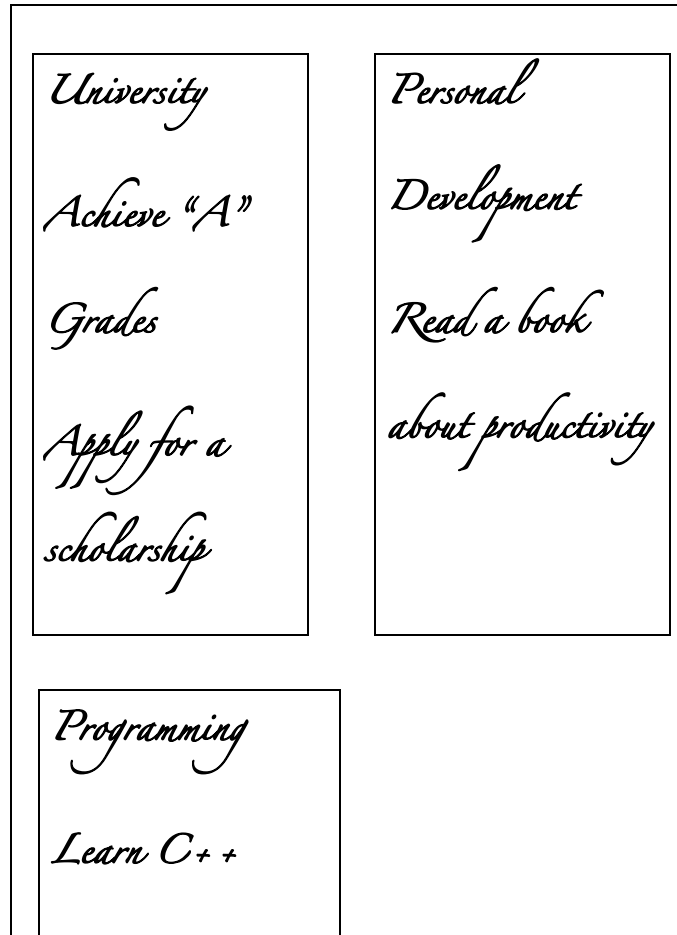 University
Achieve “A”
Grades
Apply for a
scholarship
Personal
Development
Read a book
about productivity
Programming
Learn C++